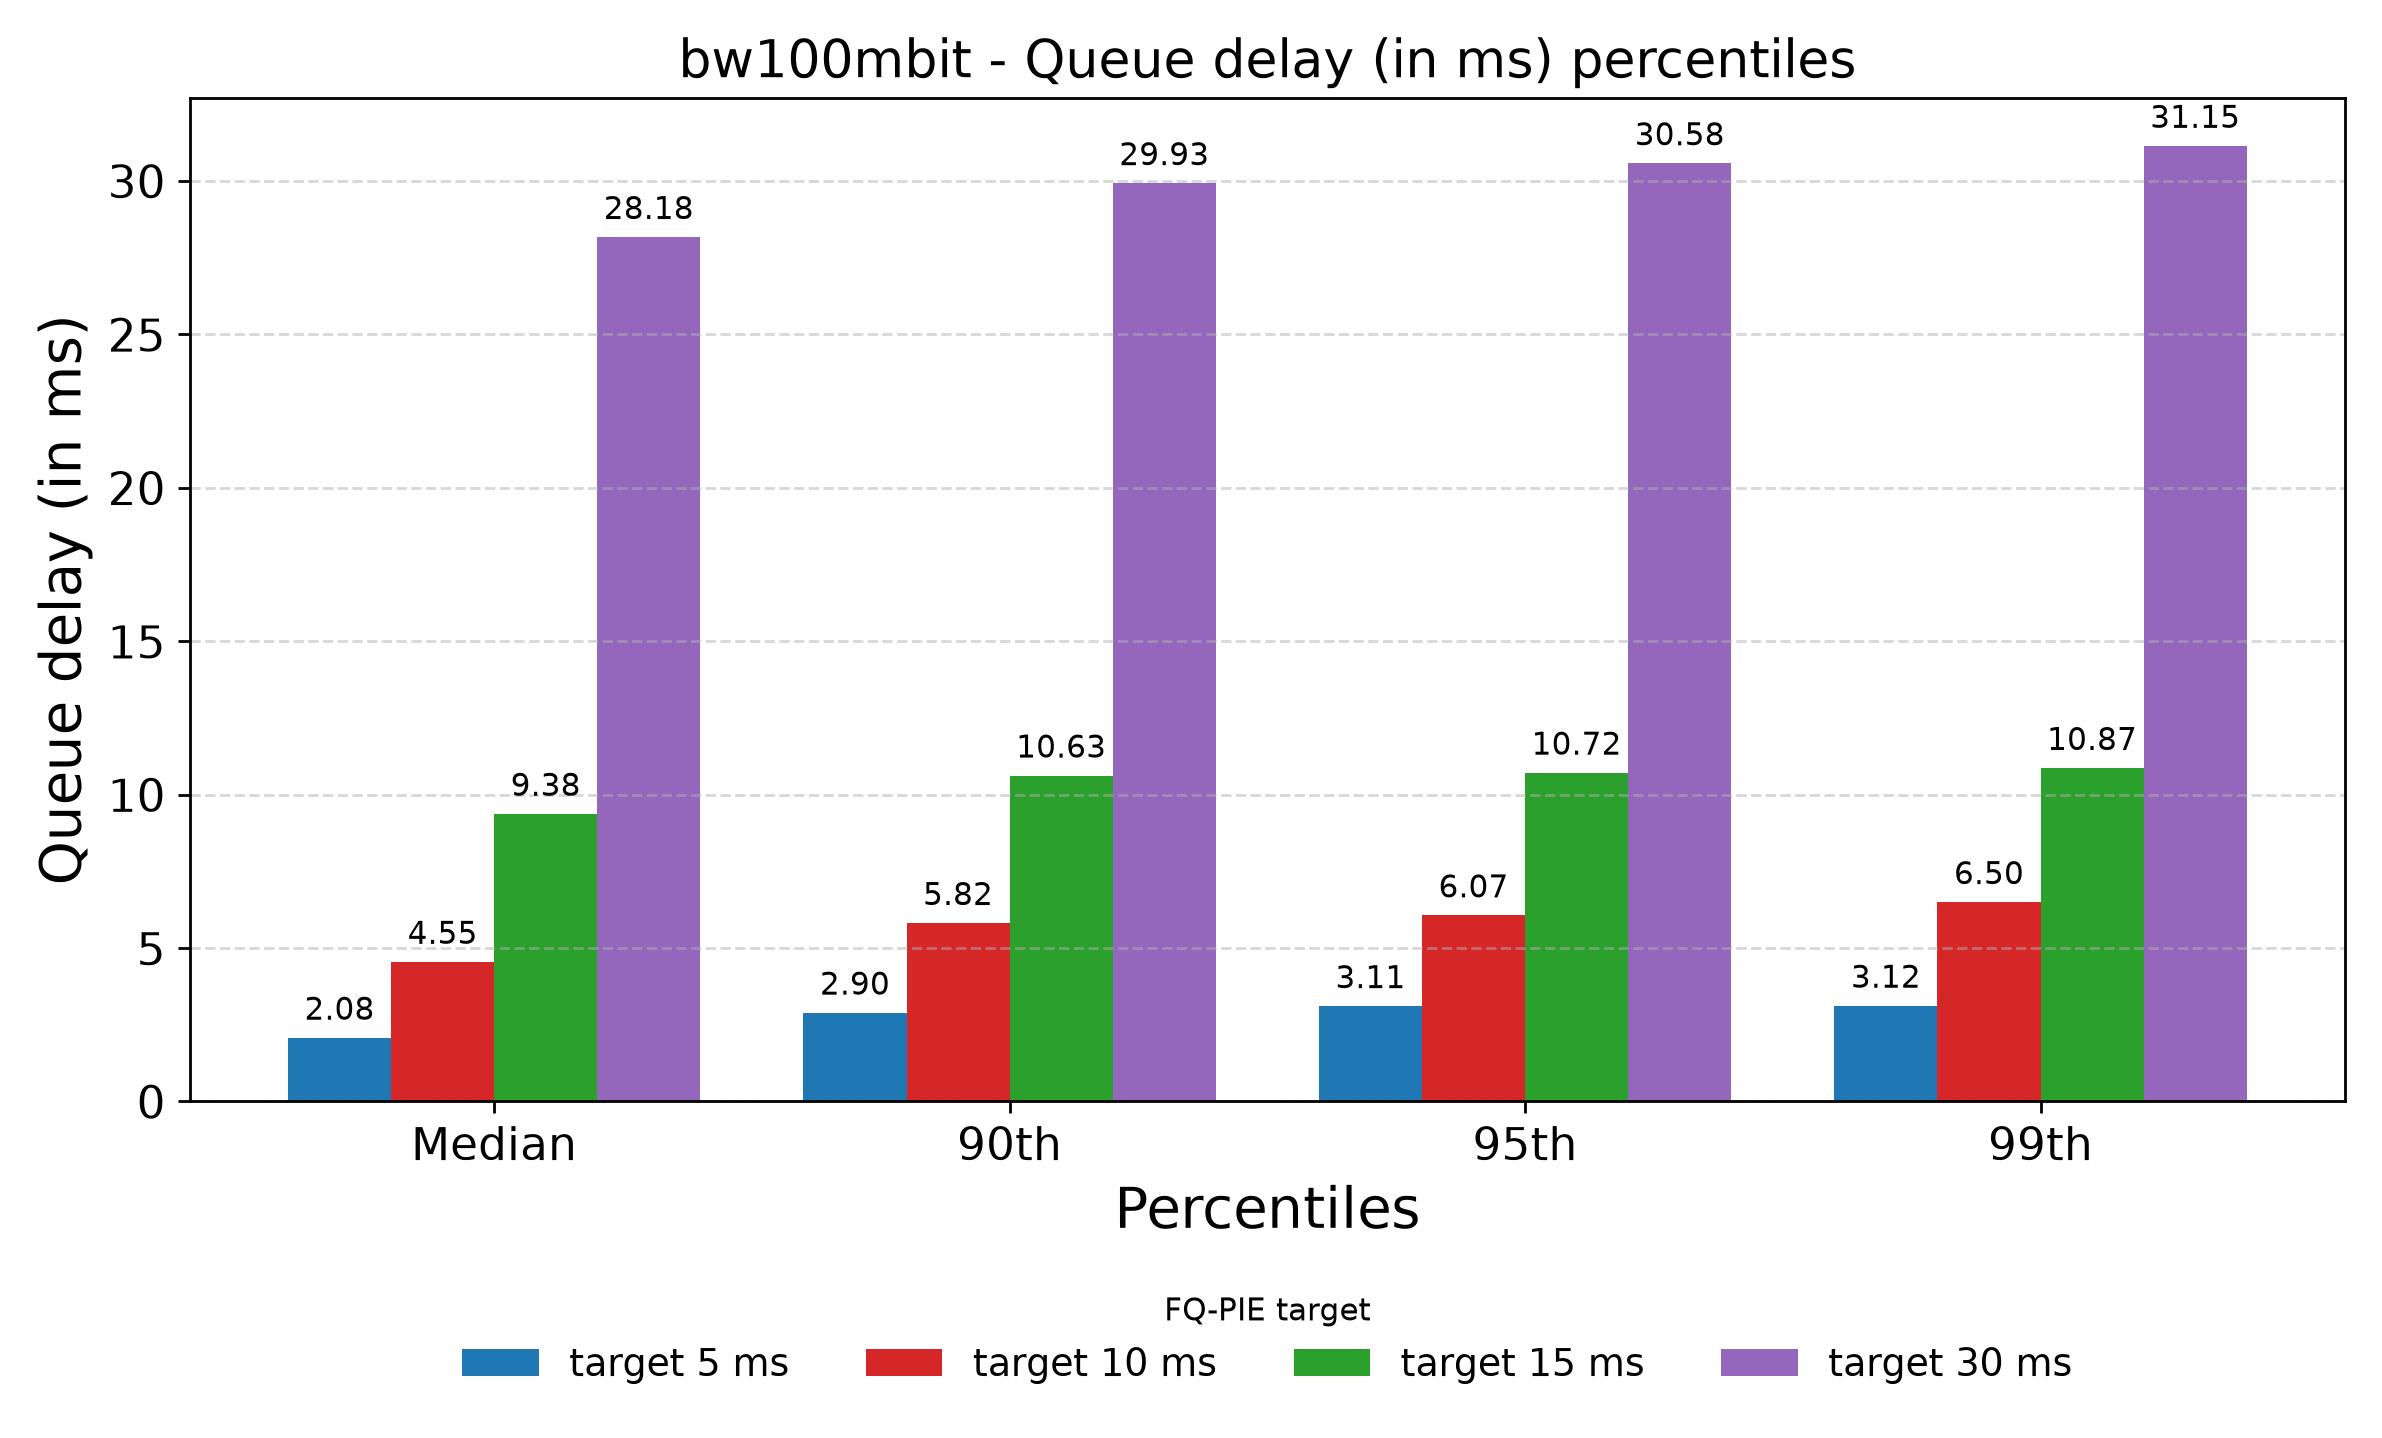 bw100mbit - Queue delay (in ms) percentiles
Queue delay (in ms)
30
25
20
15
10
5
0
2.08
4.55
9.38
28.18
2.90
5.82
10.63
29.93
3.11
6.07
10.72
30.58
3.12
6.50
10.87
31.15
Median
90th
95th
99th
Percentiles
FQ-PIE target
target 5 ms
target 10 ms
target 15 ms
target 30 ms